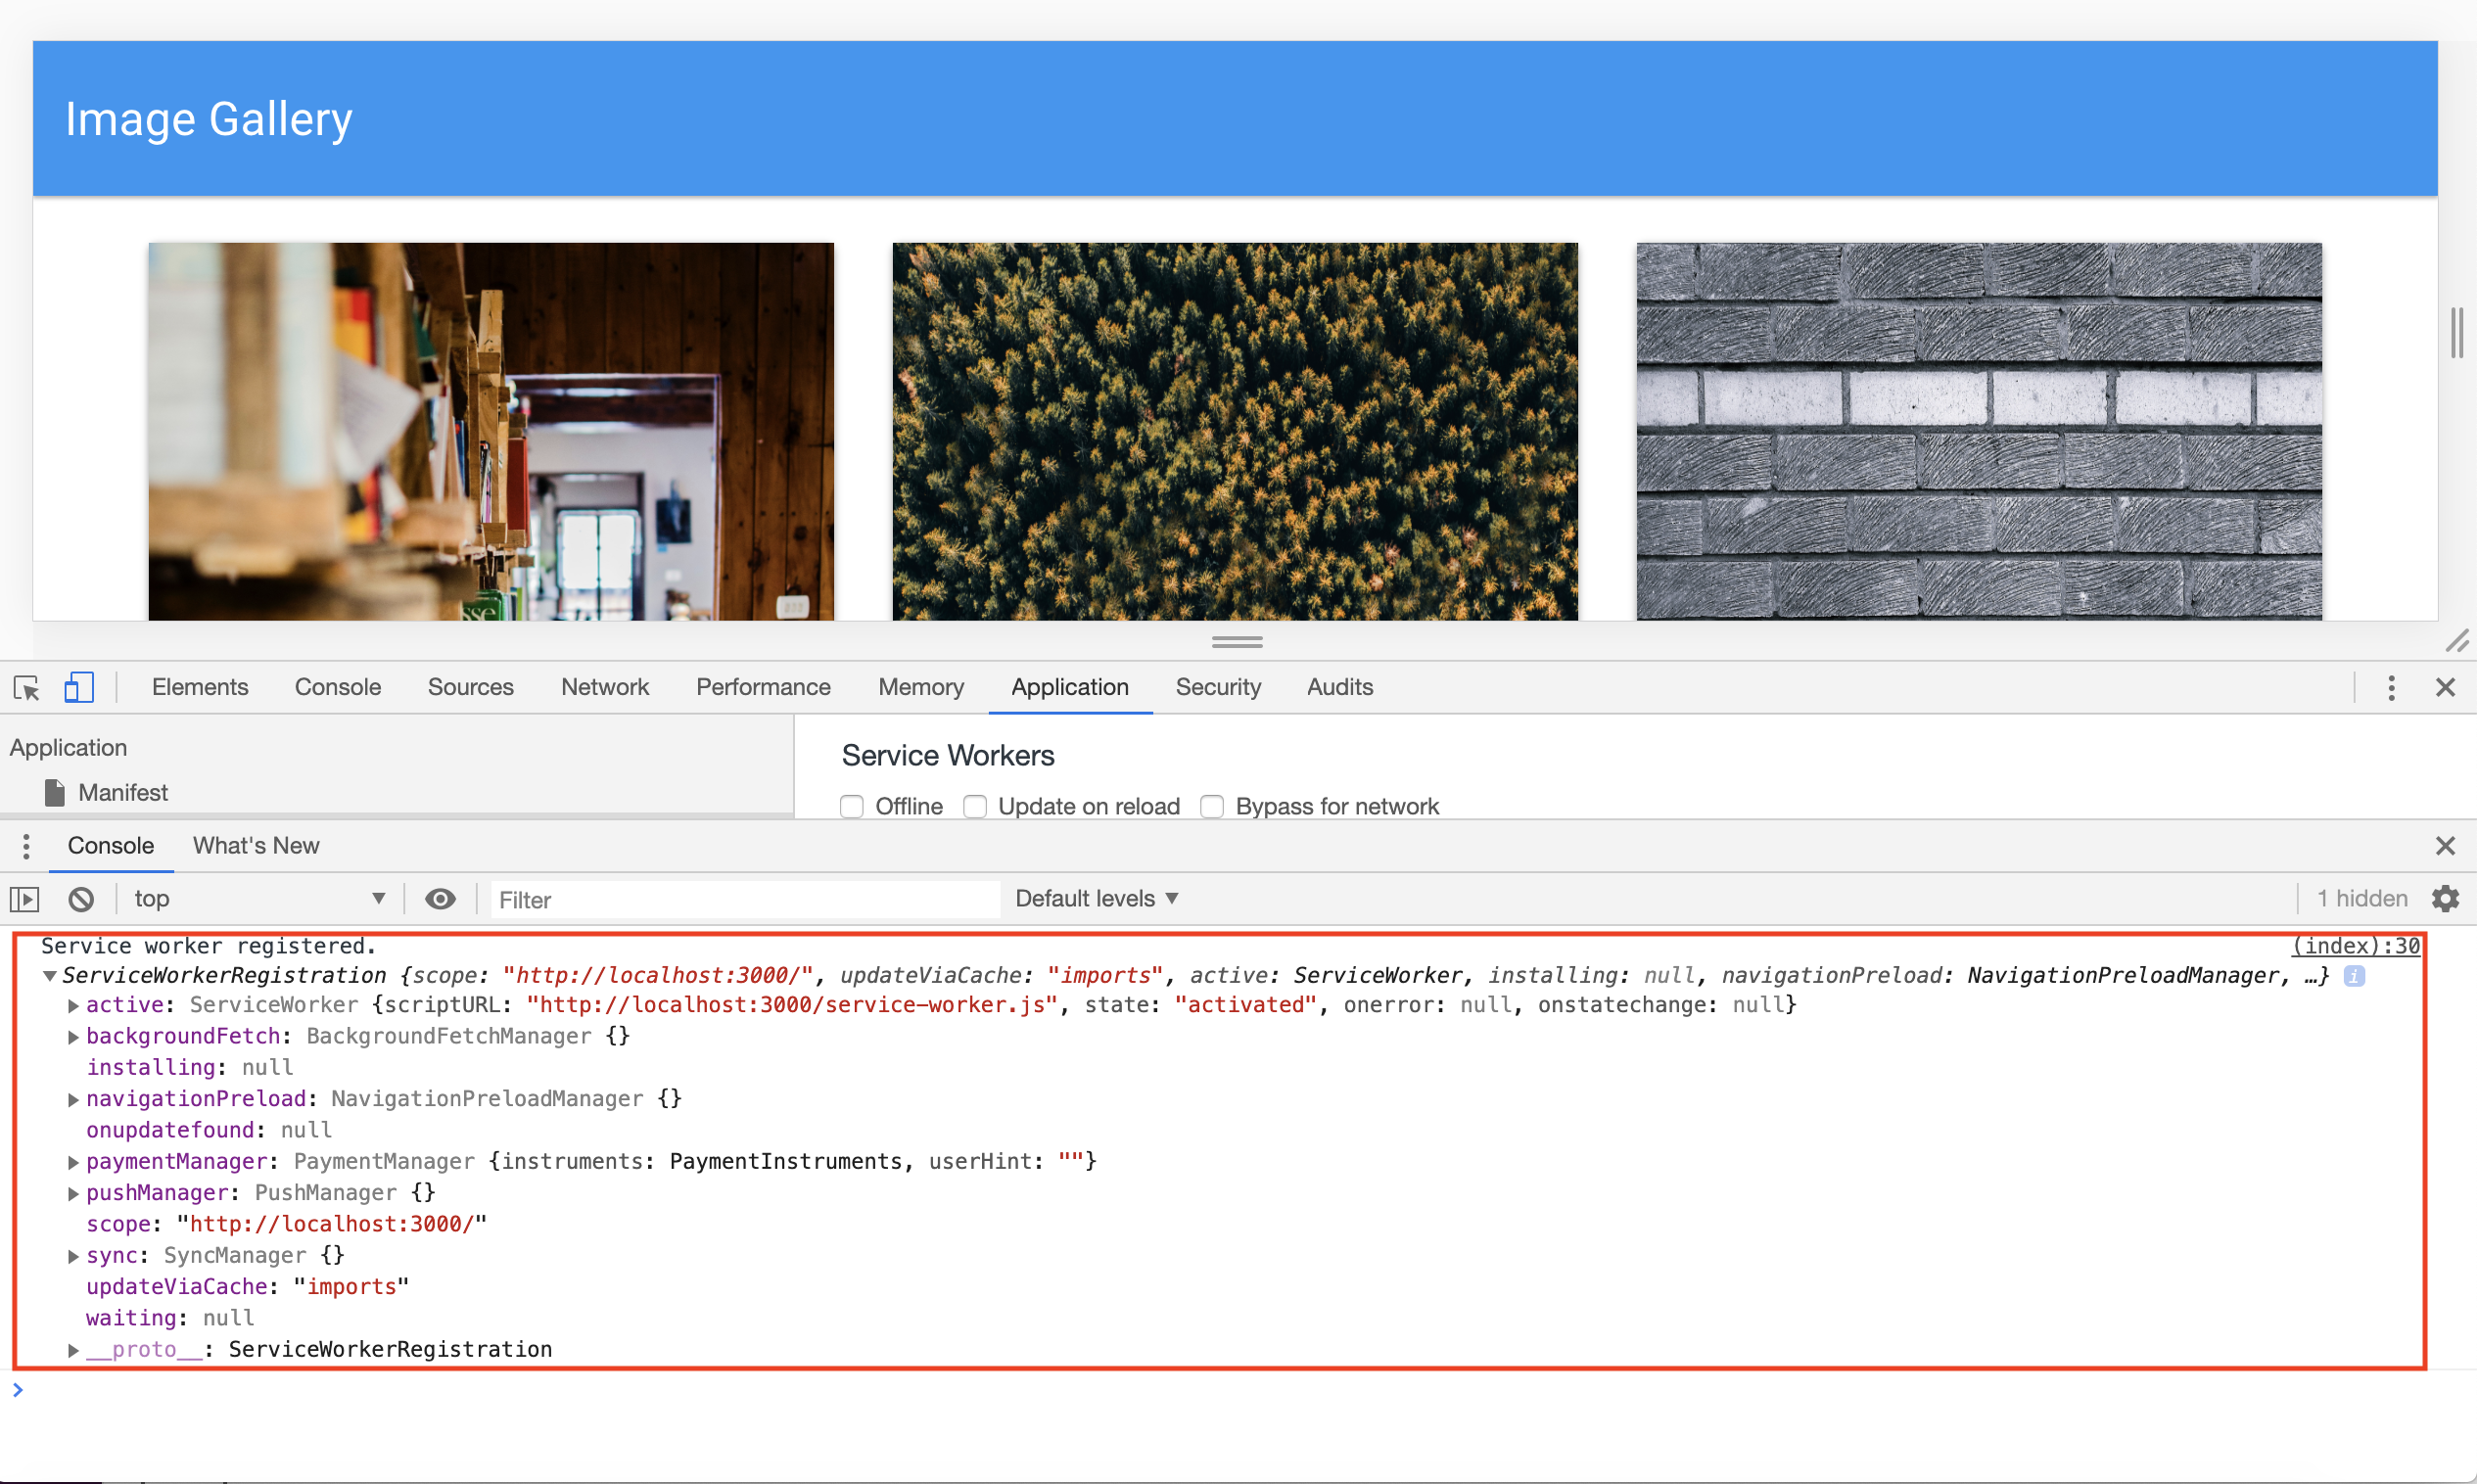 Image Gallery
sse
Elements Console Sources Network Performance Memory Application Security Audits
Application
Manifest
Service Workers
Offline Update on reload Bypass for network
Console What's New
top ▼ Filter Default levels ▼ 1 hidden
Service worker registered. (index):30
▼ServiceWorkerRegistration {scope: "http://localhost:3000/", updateViaCache: "imports", active: ServiceWorker, installing: null, navigationPreload: NavigationPreloadManager, …} i
▶active: ServiceWorker {scriptURL: "http://localhost:3000/service-worker.js", state: "activated", onerror: null, onstatechange: null}
▶backgroundFetch: BackgroundFetchManager {}
installing: null
▶navigationPreload: NavigationPreloadManager {}
onupdatefound: null
▶paymentManager: PaymentManager {instruments: PaymentInstruments, userHint: ""}
▶pushManager: PushManager {}
scope: "http://localhost:3000/"
▶sync: SyncManager {}
updateViaCache: "imports"
waiting: null
▶__proto__: ServiceWorkerRegistration
>